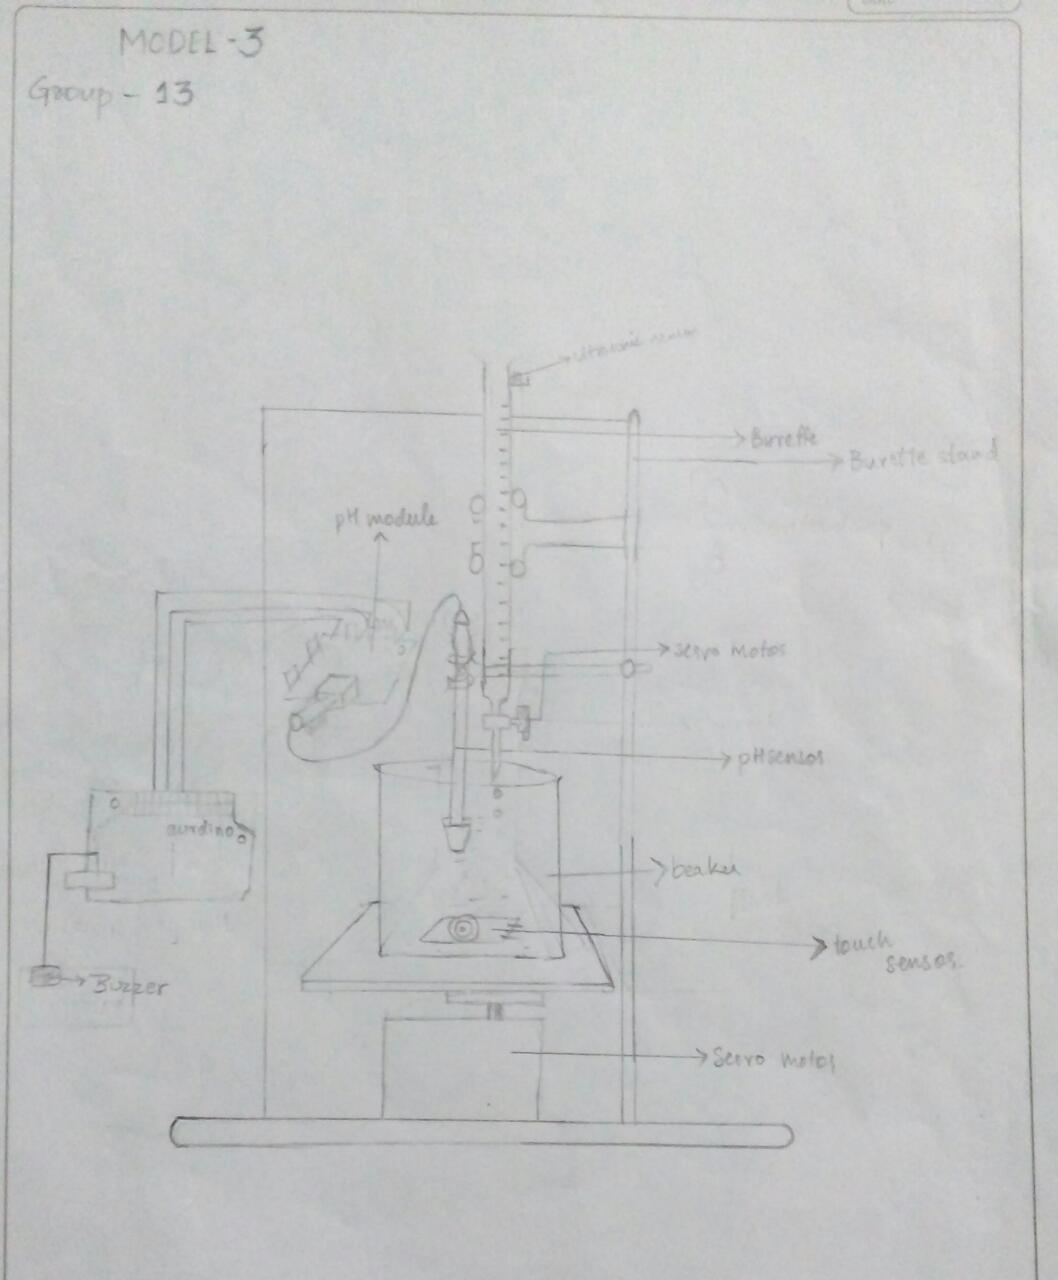 MODEL - 3
Group - 13
ultrasonic sensor
Burette
Burette stand
pH module
servo motor
pH sensor
aurdino
beaker
touch
sensor
Buzzer
Servo motor